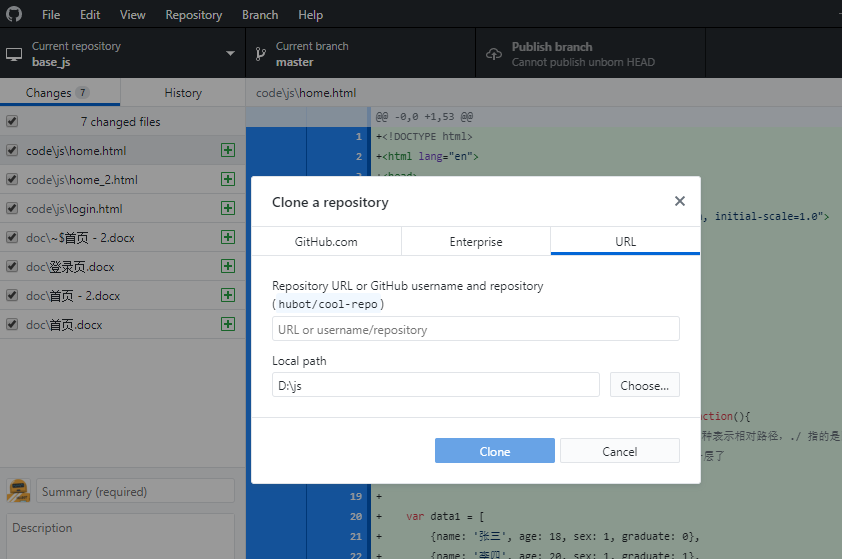 File Edit View Repository Branch Help
Current repository
base_js
Current branch
master
Publish branch
Cannot publish unborn HEAD
Changes 7 History
code\js\home.html
7 changed files
@@ -0,0 +1,53 @@
code\js\home.html
code\js\home_2.html
code\js\login.html
doc\~$首页 - 2.docx
doc\登录页.docx
doc\首页 - 2.docx
doc\首页.docx
1 +<!DOCTYPE html>
2 +<html lang="en">
+<head>
initial-scale=1.0">
Clone a repository
GitHub.com Enterprise URL
Repository URL or GitHub username and repository
(hubot/cool-repo)
URL or username/repository
Local path
D:\js Choose...
Clone Cancel
nction(){
种表示相对路径, ./ 指的是
19 +
20 + var data1 = [
21 + {name: '张三', age: 18, sex: 1, graduate: 0},
22 + {name: '李四', age: 20, sex: 1, graduate: 1},
Summary (required)
Description